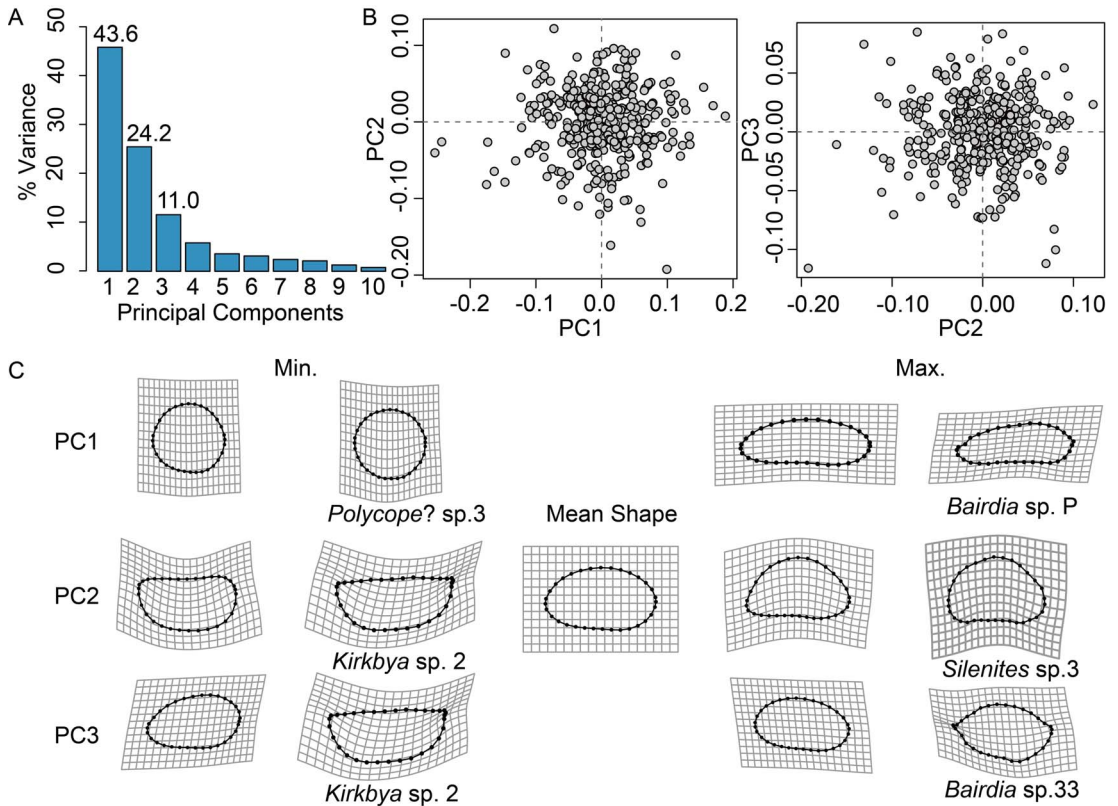 A
50
40
30
20
10
0
% Variance
43.6
24.2
11.0
1 2 3 4 5 6 7 8 9 10
Principal Components
B
0.10
0.00
-0.10
-0.20
PC2
-0.2 -0.1 0.0 0.1 0.2
PC1
0.05
0.00
-0.05
-0.10
PC3
-0.20 -0.10 0.00 0.10
PC2
C
Min. Max.
PC1
Polycope? sp.3 Mean Shape Bairdia sp. P
PC2
Kirkbya sp. 2 Silenites sp.3
PC3
Kirkbya sp. 2 Bairdia sp.33